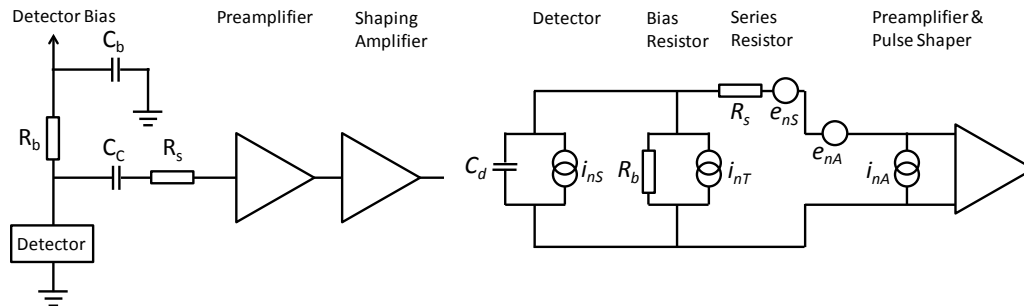 Detector Bias
Preamplifier
Shaping
Amplifier
C_b
R_b
C_C
R_s
Detector
Detector
Bias
Resistor
Series
Resistor
Preamplifier &
Pulse Shaper
R_s
e_nS
e_nA
C_d
i_nS
R_b
i_nT
i_nA